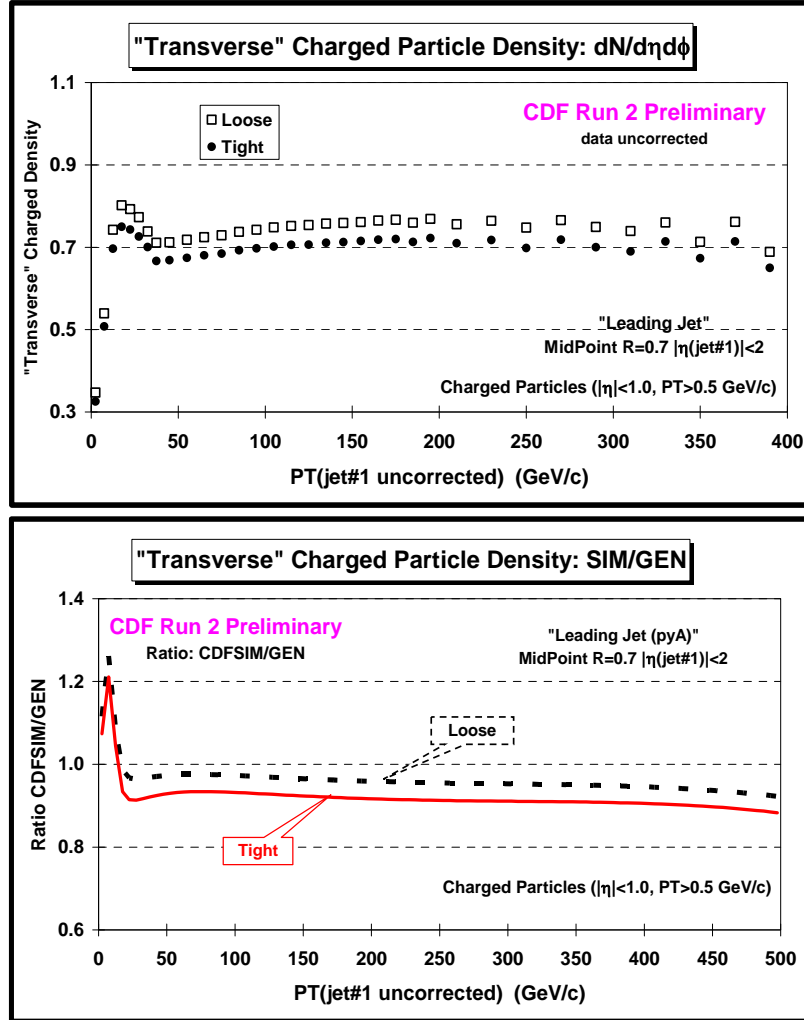 "Transverse" Charged Particle Density: dN/dηdϕ
1.1
0.9
0.7
0.5
0.3
"Transverse" Charged Density
Loose
Tight
CDF Run 2 Preliminary
data uncorrected
"Leading Jet"
MidPoint R=0.7 |η(jet#1)|<2
Charged Particles (|η|<1.0, PT>0.5 GeV/c)
0 50 100 150 200 250 300 350 400
PT(jet#1 uncorrected) (GeV/c)
"Transverse" Charged Particle Density: SIM/GEN
1.4
1.2
1.0
0.8
0.6
Ratio CDFSIM/GEN
CDF Run 2 Preliminary
Ratio: CDFSIM/GEN
"Leading Jet (pyA)"
MidPoint R=0.7 |η(jet#1)|<2
Loose
Tight
Charged Particles (|η|<1.0, PT>0.5 GeV/c)
0 50 100 150 200 250 300 350 400 450 500
PT(jet#1 uncorrected) (GeV/c)